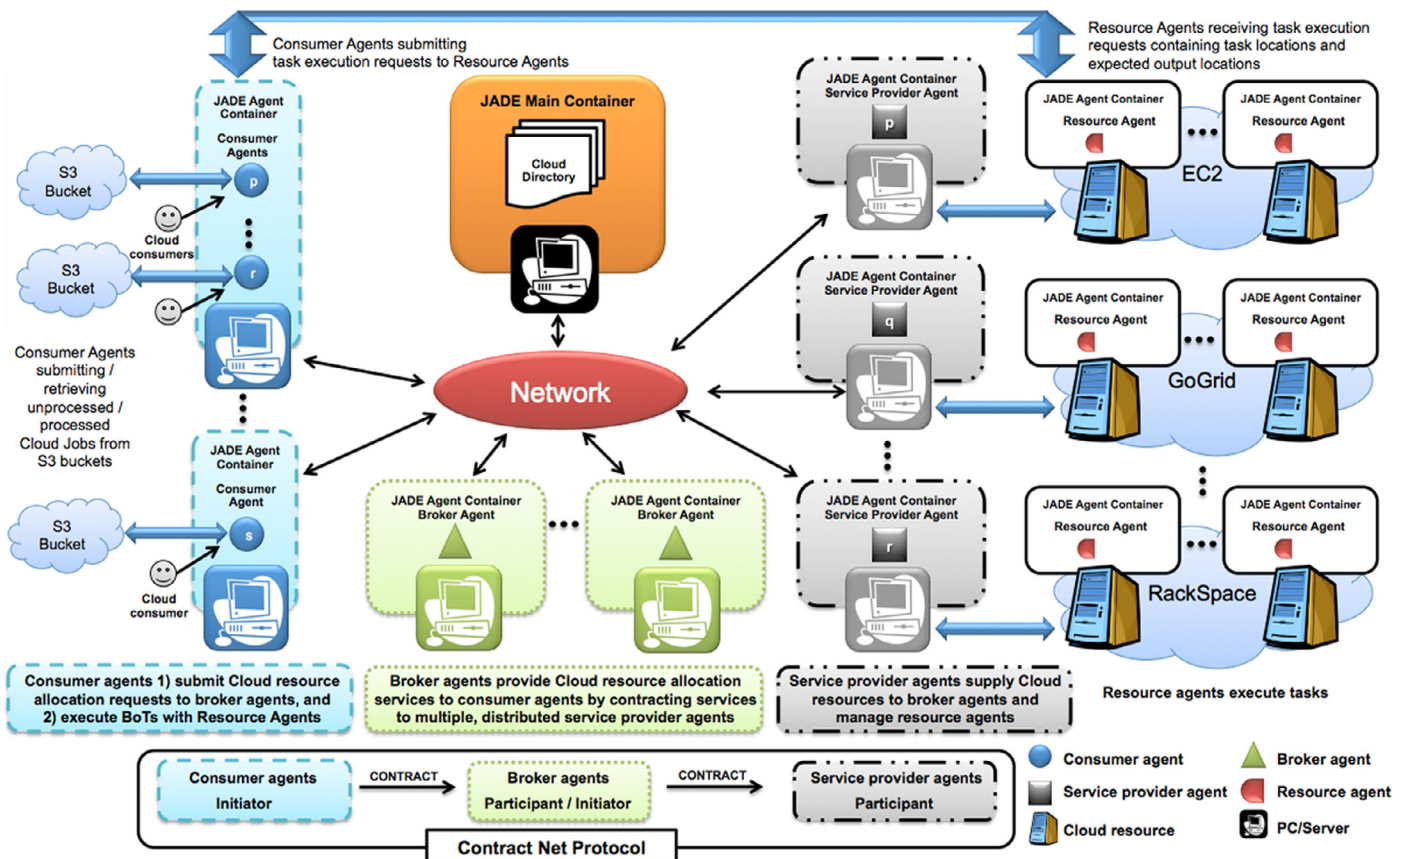 Consumer Agents submitting
task execution requests to Resource Agents
Resource Agents receiving task execution
requests containing task locations and
expected output locations
JADE Agent
Container
Consumer
Agents
p
r
S3
Bucket
Cloud
consumers
S3
Bucket
Consumer Agents
submitting /
retrieving
unprocessed /
processed
Cloud Jobs from
S3 buckets
JADE Agent
Container
Consumer
Agent
s
S3
Bucket
Cloud
consumer
JADE Main Container
Cloud
Directory
Network
JADE Agent Container
Broker Agent
JADE Agent Container
Broker Agent
JADE Agent Container
Service Provider Agent
p
JADE Agent Container
Service Provider Agent
q
JADE Agent Container
Service Provider Agent
r
JADE Agent Container
Resource Agent
JADE Agent Container
Resource Agent
EC2
JADE Agent Container
Resource Agent
JADE Agent Container
Resource Agent
GoGrid
JADE Agent Container
Resource Agent
JADE Agent Container
Resource Agent
RackSpace
Consumer agents 1) submit Cloud resource
allocation requests to broker agents, and
2) execute BoTs with Resource Agents
Broker agents provide Cloud resource allocation
services to consumer agents by contracting services
to multiple, distributed service provider agents
Service provider agents supply Cloud
resources to broker agents and
manage resource agents
Resource agents execute tasks
Consumer agents
Initiator
CONTRACT
Broker agents
Participant / Initiator
CONTRACT
Service provider agents
Participant
Contract Net Protocol
Consumer agent
Broker agent
Service provider agent
Resource agent
Cloud resource
PC/Server